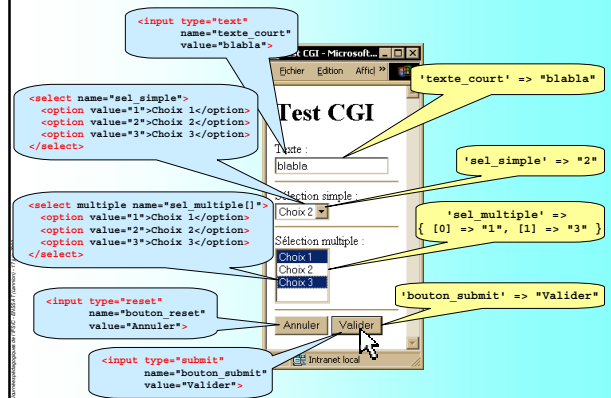 <input type="text"
name="texte_court"
value="blabla">
Test CGI - Microsoft...
Fichier Edition Affic »
'texte_court' => "blabla"
<select name="sel_simple">
<option value="1">Choix 1</option>
<option value="2">Choix 2</option>
<option value="3">Choix 3</option>
</select>
Test CGI
Texte :
blabla
'sel_simple' => "2"
Sélection simple :
Choix 2
<select multiple name="sel_multiple[]">
<option value="1">Choix 1</option>
<option value="2">Choix 2</option>
<option value="3">Choix 3</option>
</select>
'sel_multiple' =>
{ [0] => "1", [1] => "3" }
Sélection multiple :
Choix 1
Choix 2
Choix 3
<input type="reset"
name="bouton_reset"
value="Annuler">
'bouton_submit' => "Valider"
Annuler Valider
<input type="submit"
name="bouton_submit"
value="Valider">
Intranet local